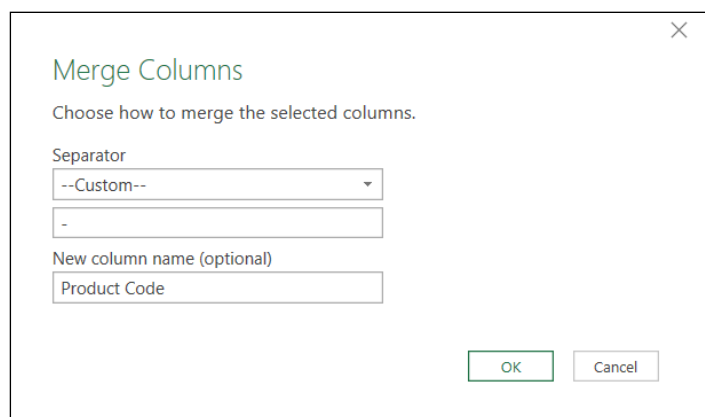 Merge Columns
Choose how to merge the selected columns.
Separator
--Custom--
-
New column name (optional)
Product Code
OK Cancel